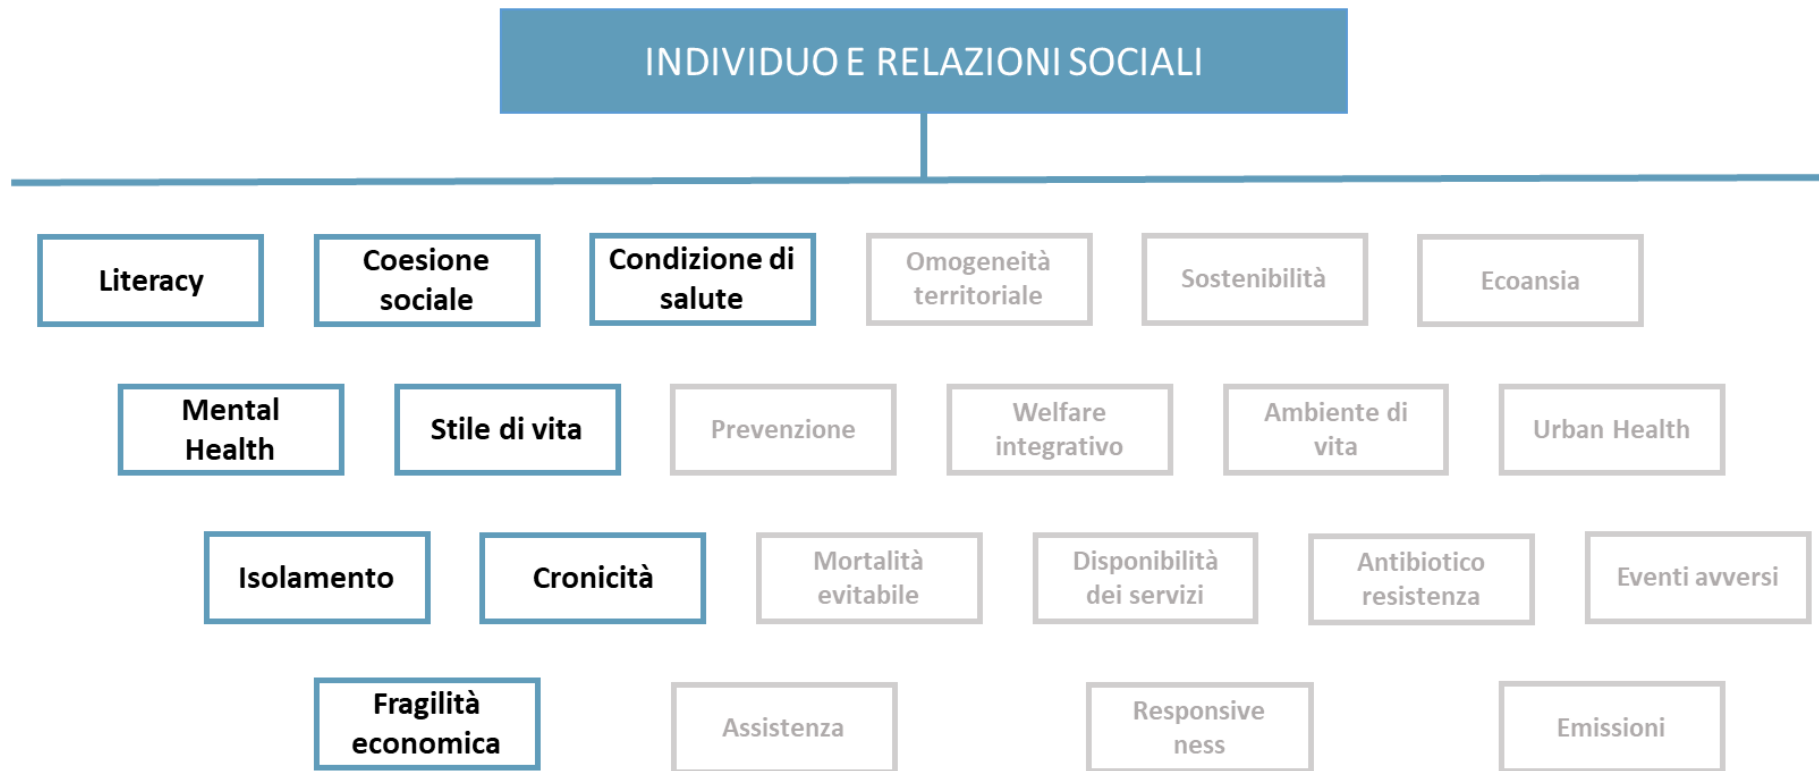 INDIVIDUO E RELAZIONI SOCIALI
Literacy
Coesione
sociale
Condizione di
salute
Omogeneità
territoriale
Sostenibilità
Ecoansia
Mental
Health
Stile di vita
Prevenzione
Welfare
integrativo
Ambiente di
vita
Urban Health
Isolamento
Cronicità
Mortalità
evitabile
Disponibilità
dei servizi
Antibiotico
resistenza
Eventi avversi
Fragilità
economica
Assistenza
Responsive
ness
Emissioni